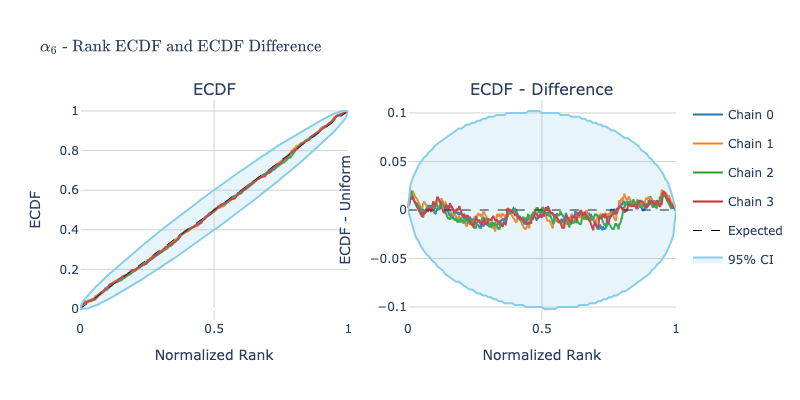 α₆ - Rank ECDF and ECDF Difference
ECDF
ECDF
1
0.8
0.6
0.4
0.2
0
0
0.5
1
Normalized Rank
ECDF - Difference
ECDF - Uniform
0.1
0.05
0
−0.05
−0.1
0
0.5
1
Normalized Rank
Chain 0
Chain 1
Chain 2
Chain 3
Expected
95% CI